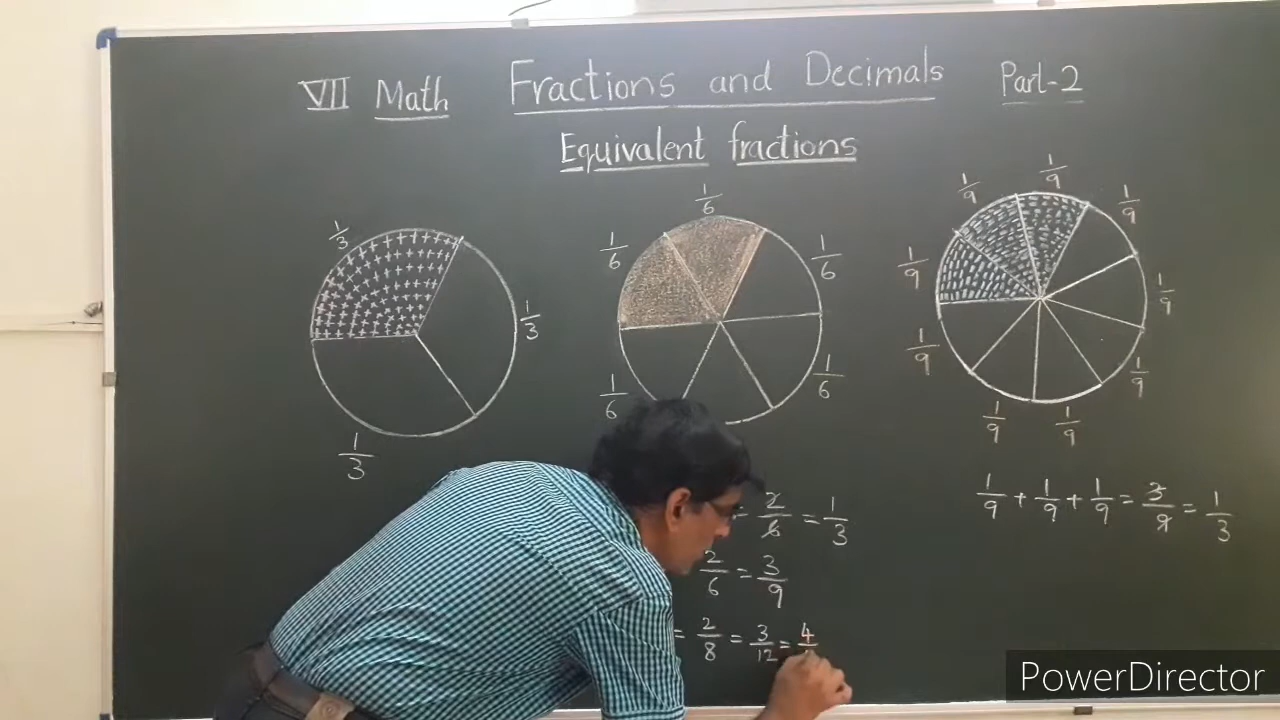 VII Math Fractions and Decimals Part-2
Equivalent fractions
1/3 1/3 1/3
1/6 1/6 1/6 1/6 1/6
1/9 1/9 1/9 1/9 1/9 1/9 1/9 1/9 1/9
= 2/6 = 1/3
1/9 + 1/9 + 1/9 = 3/9 = 1/3
2/6 = 3/9
= 2/8 = 3/12 = 4/
PowerDirector